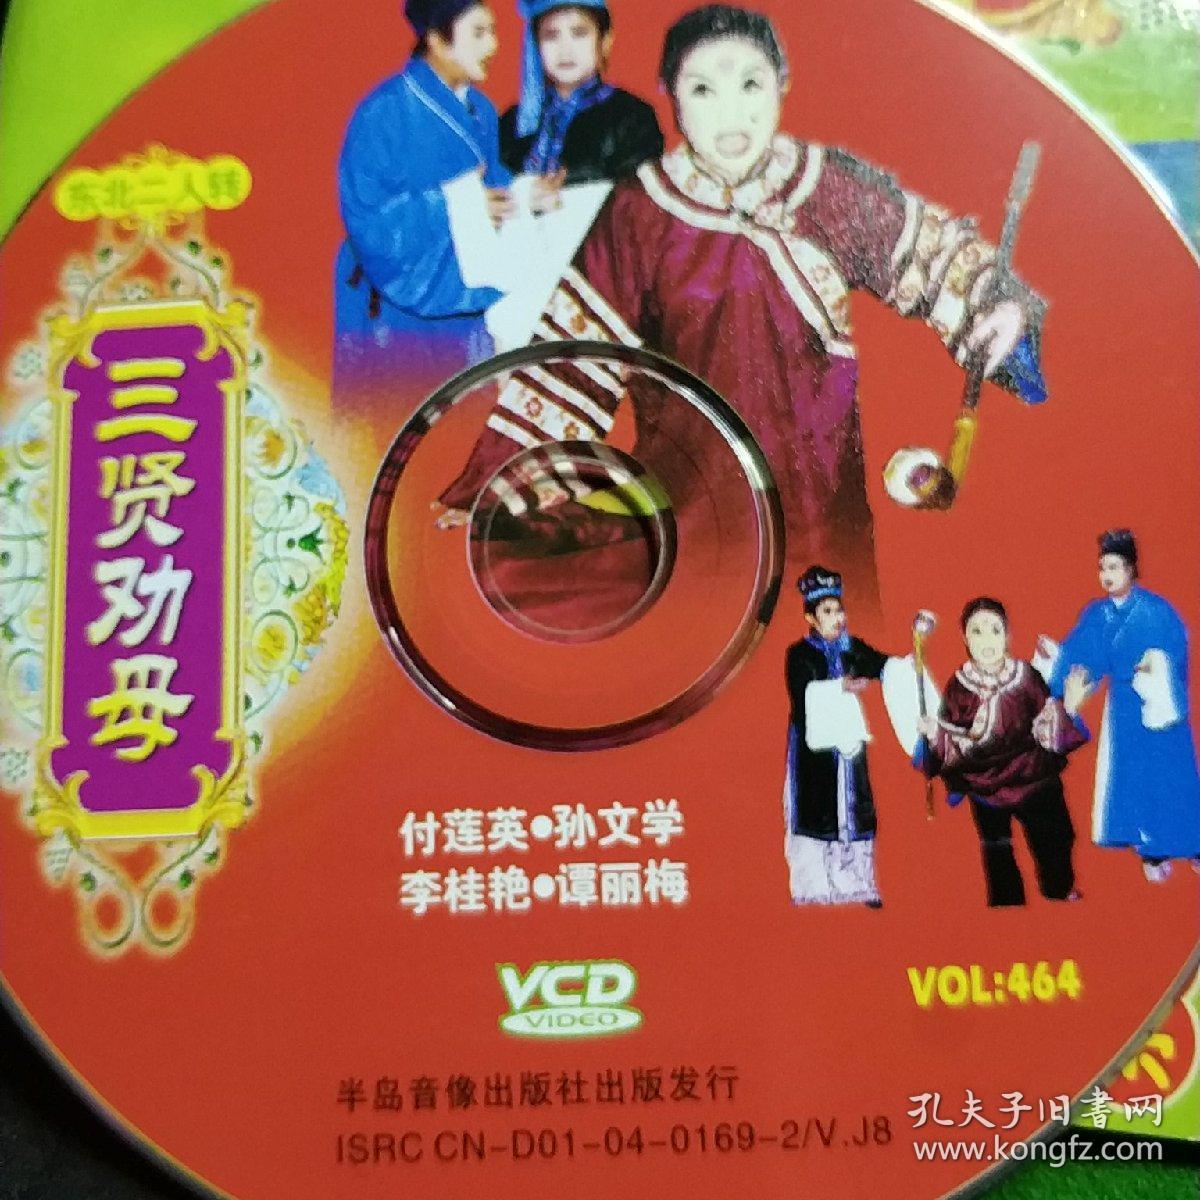 东北二人转
三贤劝母
付莲英•孙文学
李桂艳•谭丽梅
VCD
VIDEO
VOL:464
半岛音像出版社出版发行
ISRC CN-D01-04-0169-2/V.J8
孔夫子旧书网
www.kongfz.com